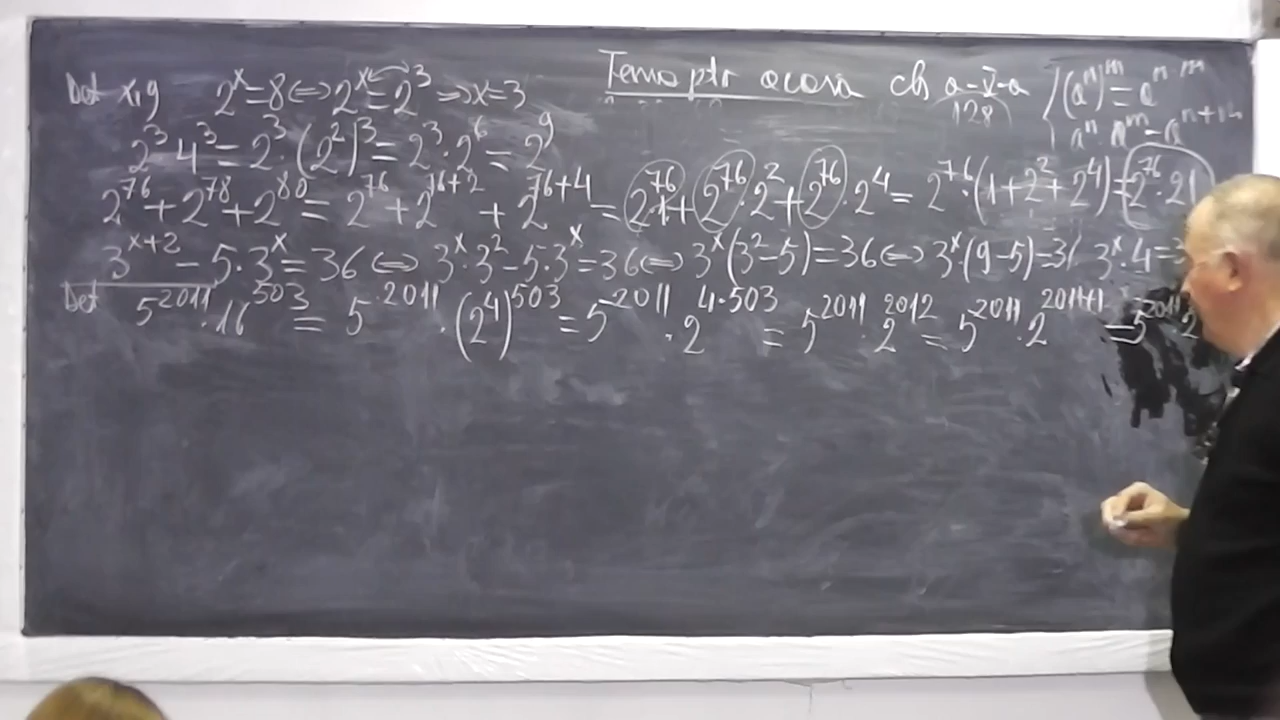 Tema ptr acasa cls a-V-a
128
(aⁿ)ᵐ = aⁿ·ᵐ
aⁿ·aᵐ = aⁿ⁺ᵐ
Det x,y 2ˣ=8 ⇔ 2ˣ=2³ ⇒ x=3
2³·4³ = 2³·(2²)³ = 2³·2⁶ = 2⁹
2⁷⁶+2⁷⁸+2⁸⁰ = 2⁷⁶+2⁷⁶⁺²+2⁷⁶⁺⁴ = 2⁷⁶·1+2⁷⁶·2²+2⁷⁶·2⁴ = 2⁷⁶·(1+2²+2⁴) = 2⁷⁶·21
3ˣ⁺² − 5·3ˣ = 36 ⇔ 3ˣ·3²−5·3ˣ=36 ⇔ 3ˣ(3²−5)=36 ⇔ 3ˣ·(9−5)=36 3ˣ·4=3
Det 5²⁰¹¹·16⁵⁰³ = 5²⁰¹¹·(2⁴)⁵⁰³ = 5²⁰¹¹·2⁴·⁵⁰³ = 5²⁰¹¹·2²⁰¹² = 5²⁰¹¹·2²⁰¹¹⁺¹ = 5²⁰¹¹·2